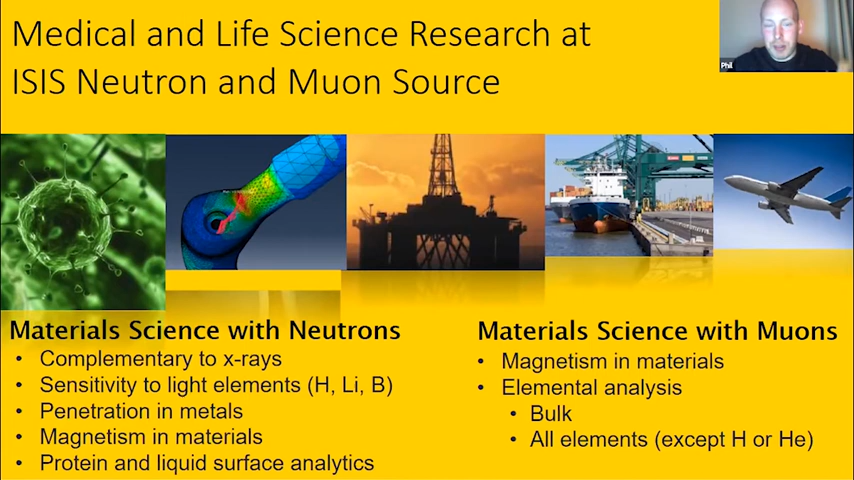 Medical and Life Science Research at
ISIS Neutron and Muon Source
Phil
Materials Science with Neutrons
• Complementary to x-rays
• Sensitivity to light elements (H, Li, B)
• Penetration in metals
• Magnetism in materials
• Protein and liquid surface analytics
Materials Science with Muons
• Magnetism in materials
• Elemental analysis
• Bulk
• All elements (except H or He)